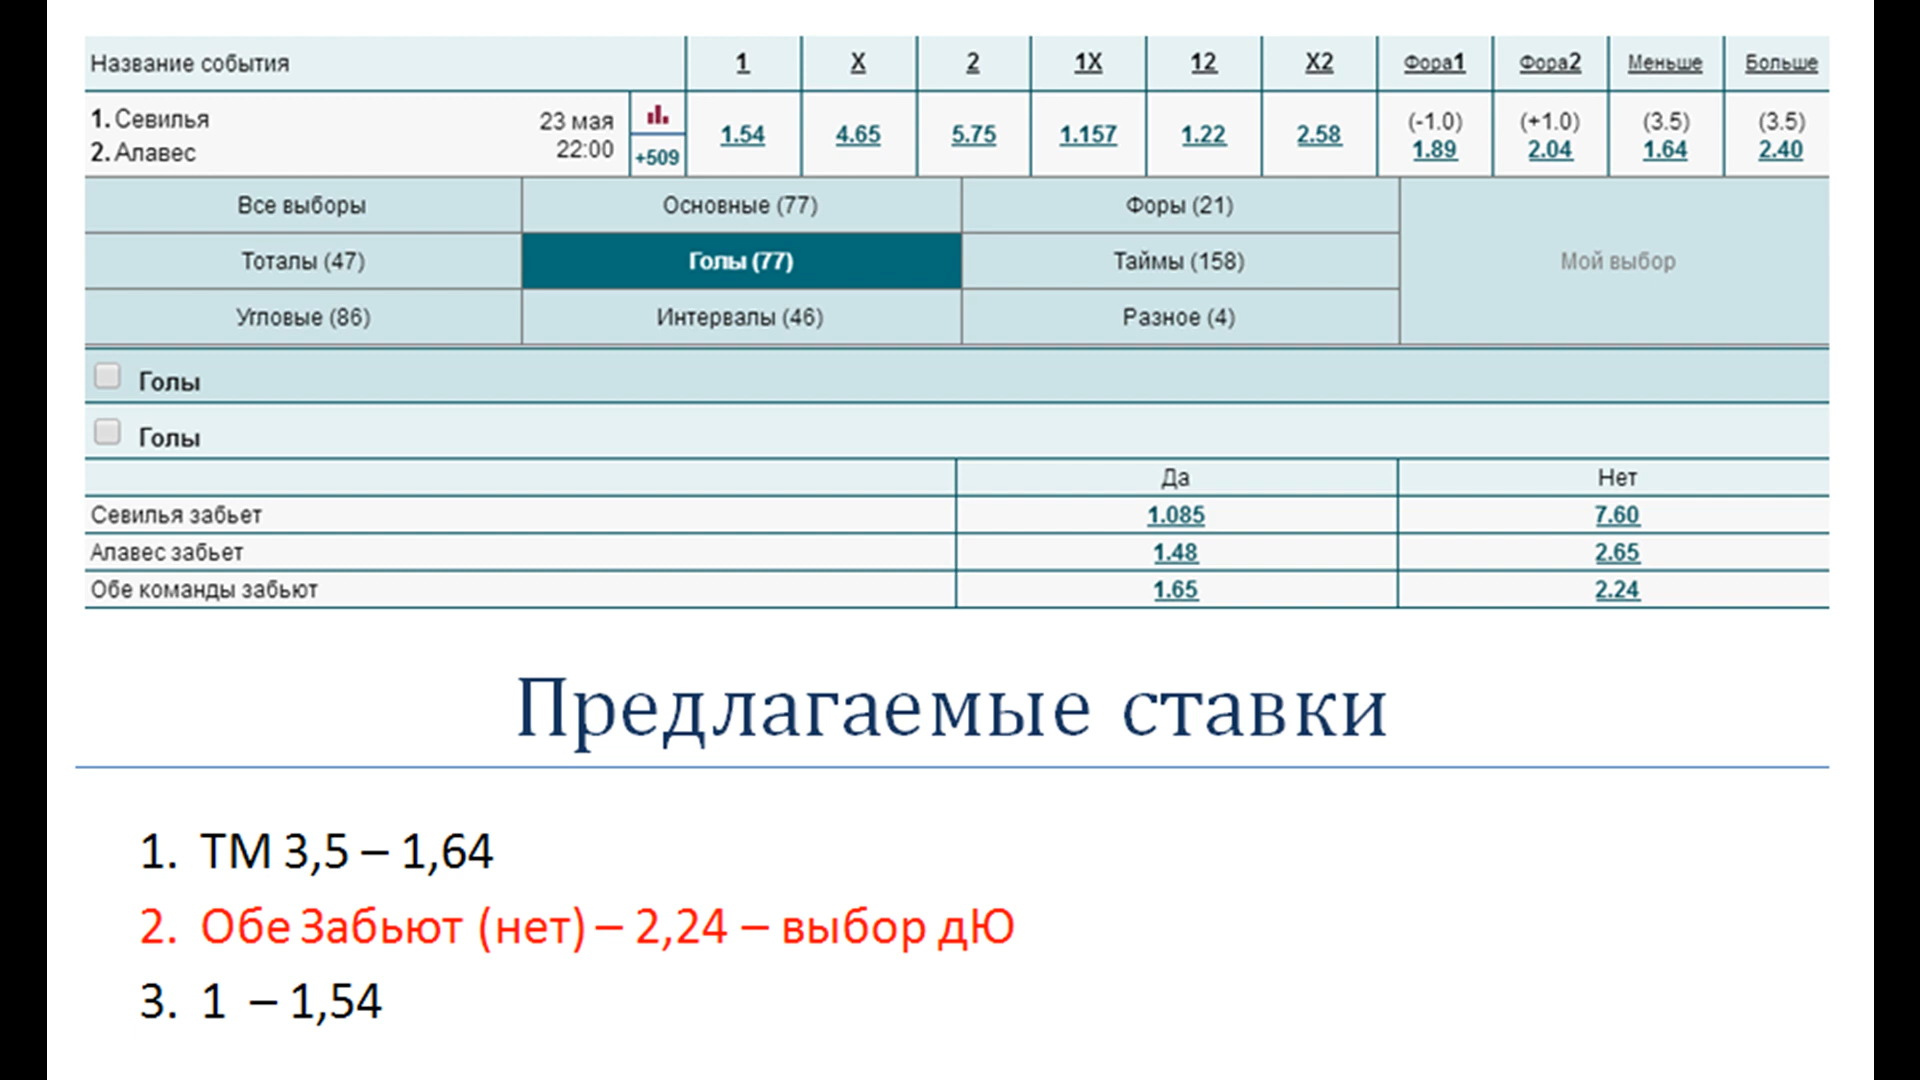 Название события 1 X 2 1X 12 X2 Фора1 Фора2 Меньше Больше
1. Севилья 23 мая (-1.0) (+1.0) (3.5) (3.5)
2. Алавес 22:00 +509 1.54 4.65 5.75 1.157 1.22 2.58 1.89 2.04 1.64 2.40
Все выборы Основные (77) Форы (21)
Тоталы (47) Голы (77) Таймы (158) Мой выбор
Угловые (86) Интервалы (46) Разное (4)
Голы
Голы
Да Нет
Севилья забьет 1.085 7.60
Алавес забьет 1.48 2.65
Обе команды забьют 1.65 2.24
Предлагаемые ставки
1. ТМ 3,5 – 1,64
2. Обе Забьют (нет) – 2,24 – выбор дЮ
3. 1 – 1,54